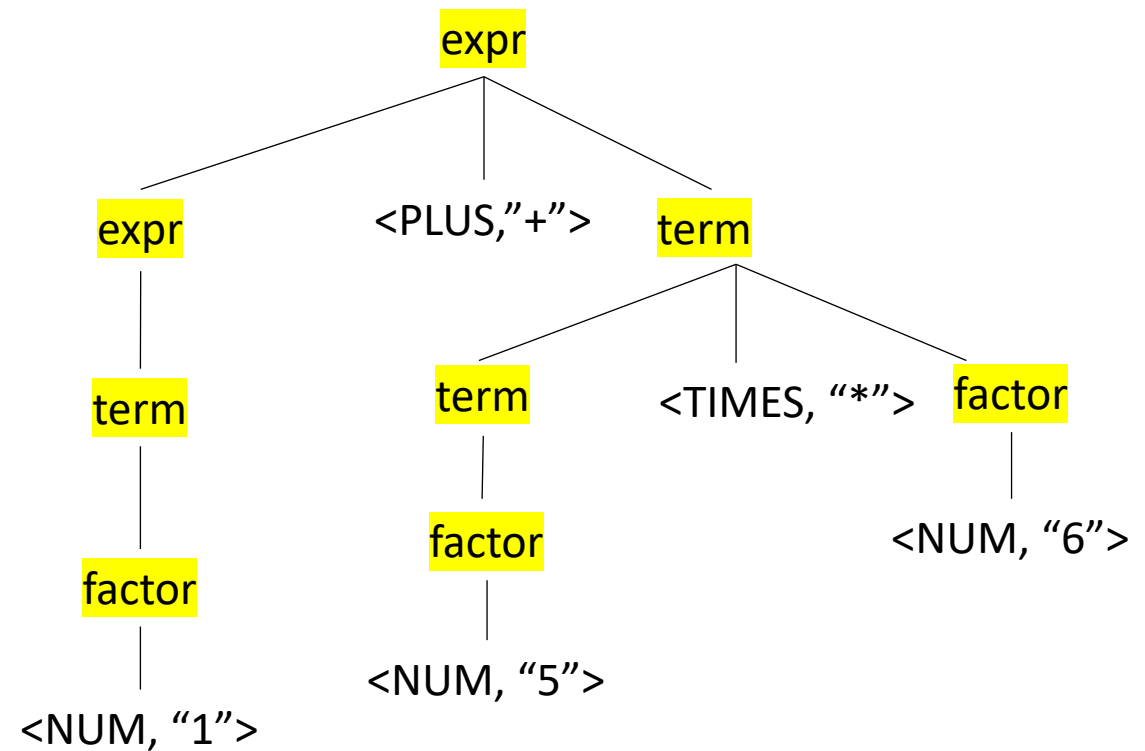 expr
expr
<PLUS,”+”>
term
term
term
<TIMES, “*”>
factor
factor
factor
<NUM, “6”>
<NUM, “5”>
<NUM, “1”>